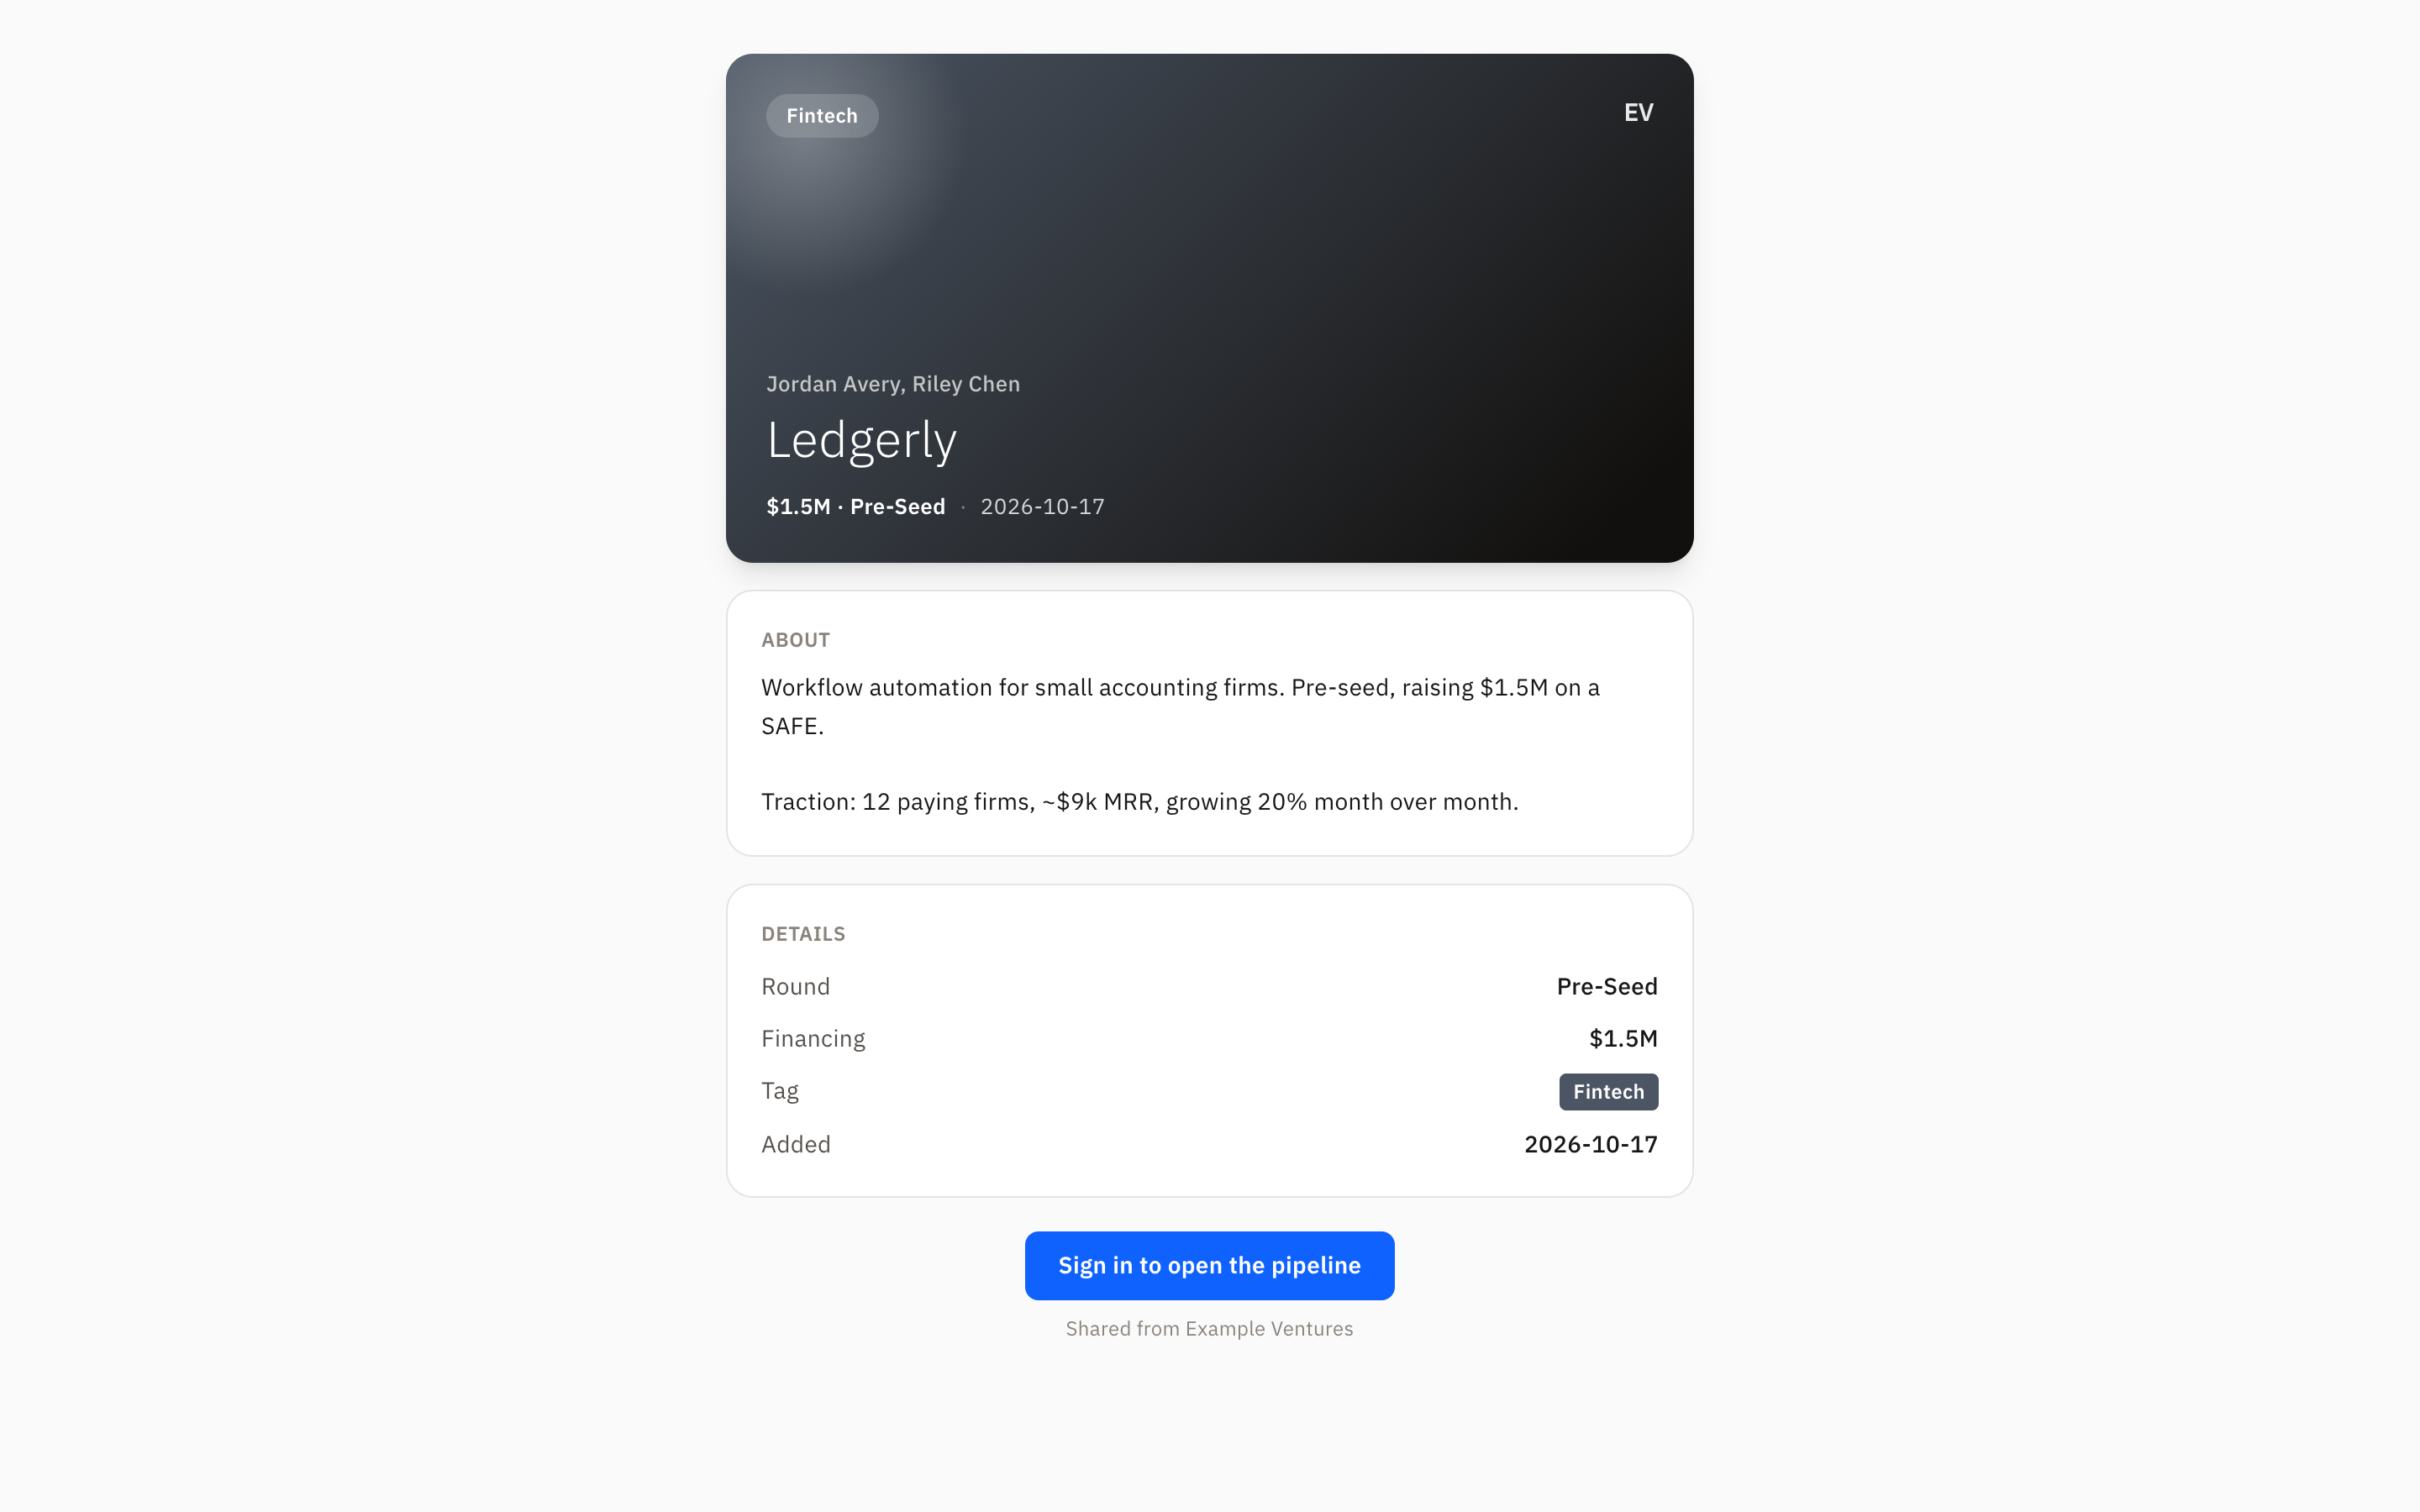 Fintech
EV
Jordan Avery, Riley Chen
Ledgerly
$1.5M · Pre-Seed · 2026-10-17
ABOUT
Workflow automation for small accounting firms. Pre-seed, raising $1.5M on a
SAFE.
Traction: 12 paying firms, ~$9k MRR, growing 20% month over month.
DETAILS
Round Pre-Seed
Financing $1.5M
Tag Fintech
Added 2026-10-17
Sign in to open the pipeline
Shared from Example Ventures